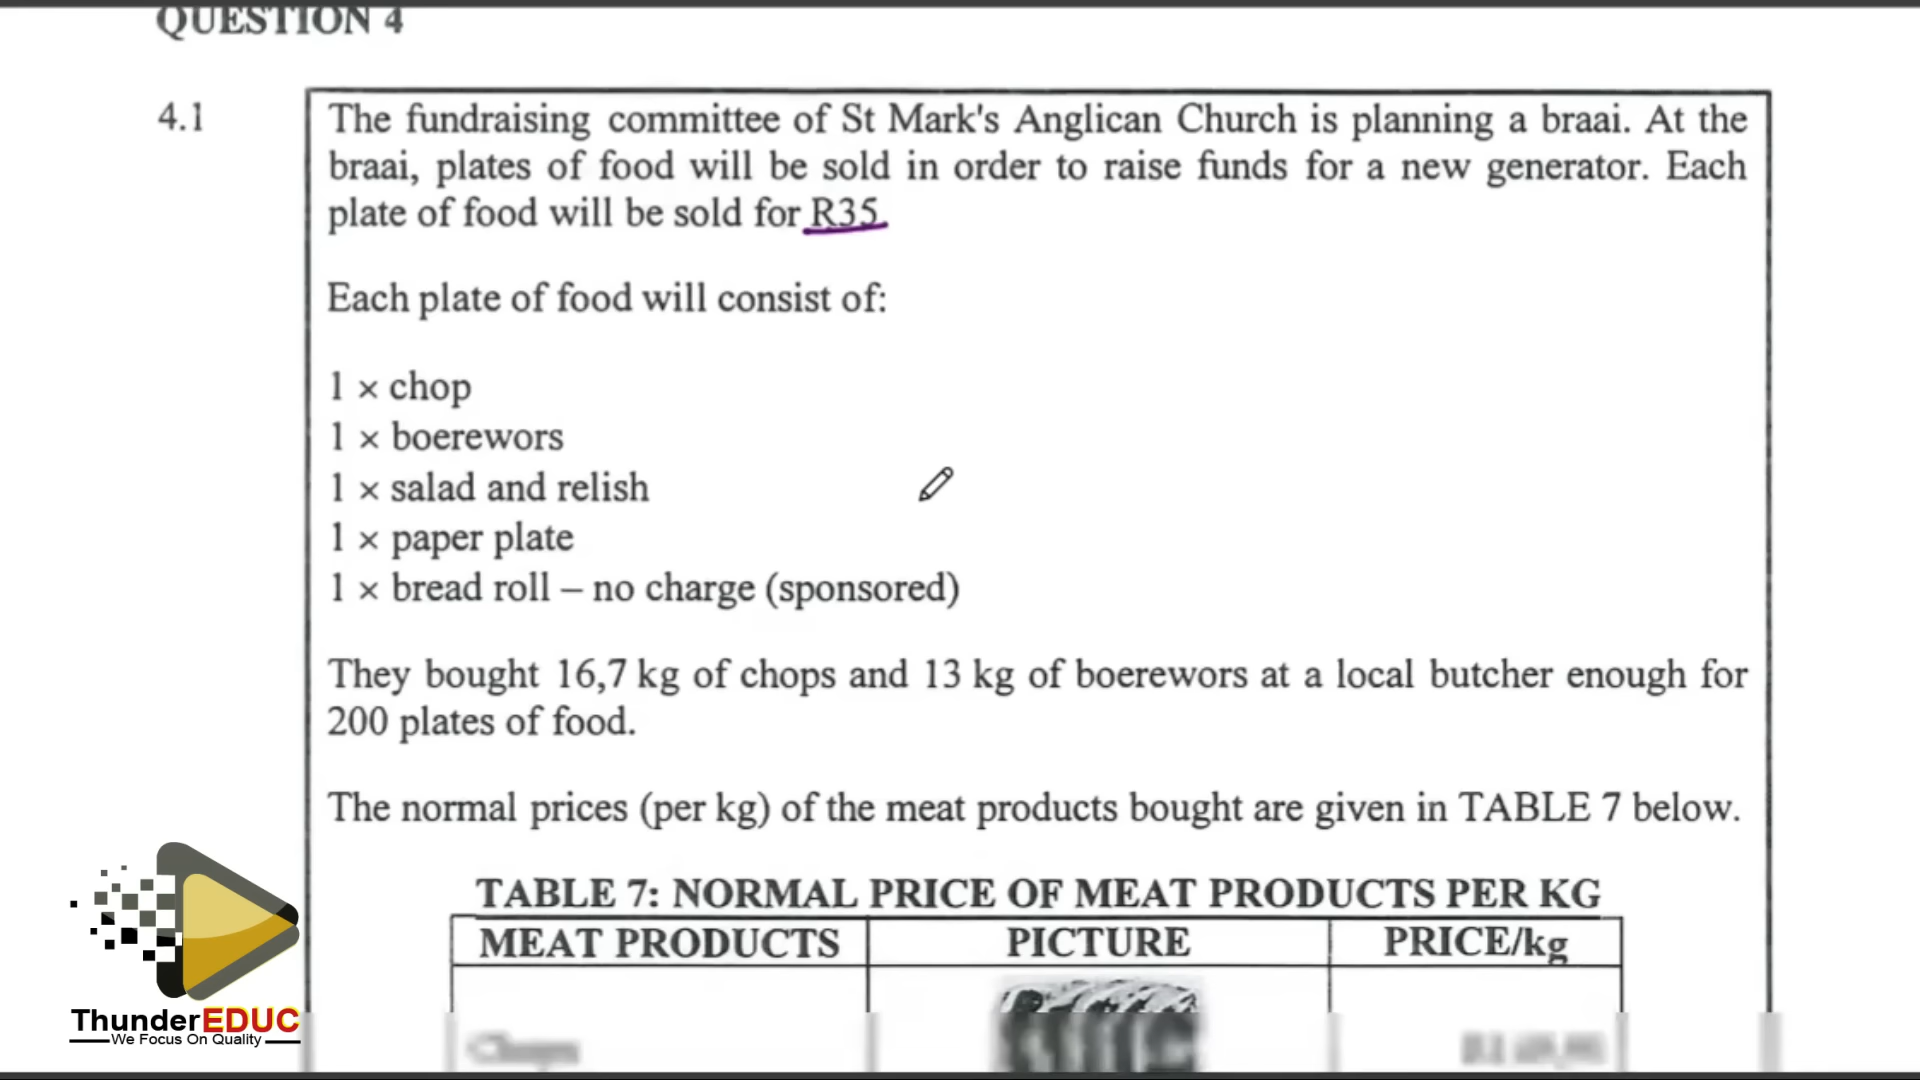 QUESTION 4
4.1
The fundraising committee of St Mark's Anglican Church is planning a braai. At the
braai, plates of food will be sold in order to raise funds for a new generator. Each
plate of food will be sold for R35.
Each plate of food will consist of:
1 × chop
1 × boerewors
1 × salad and relish
1 × paper plate
1 × bread roll – no charge (sponsored)
They bought 16,7 kg of chops and 13 kg of boerewors at a local butcher enough for
200 plates of food.
The normal prices (per kg) of the meat products bought are given in TABLE 7 below.
TABLE 7: NORMAL PRICE OF MEAT PRODUCTS PER KG
MEAT PRODUCTS PICTURE PRICE/kg
Chops
ThunderEDUC
We Focus On Quality